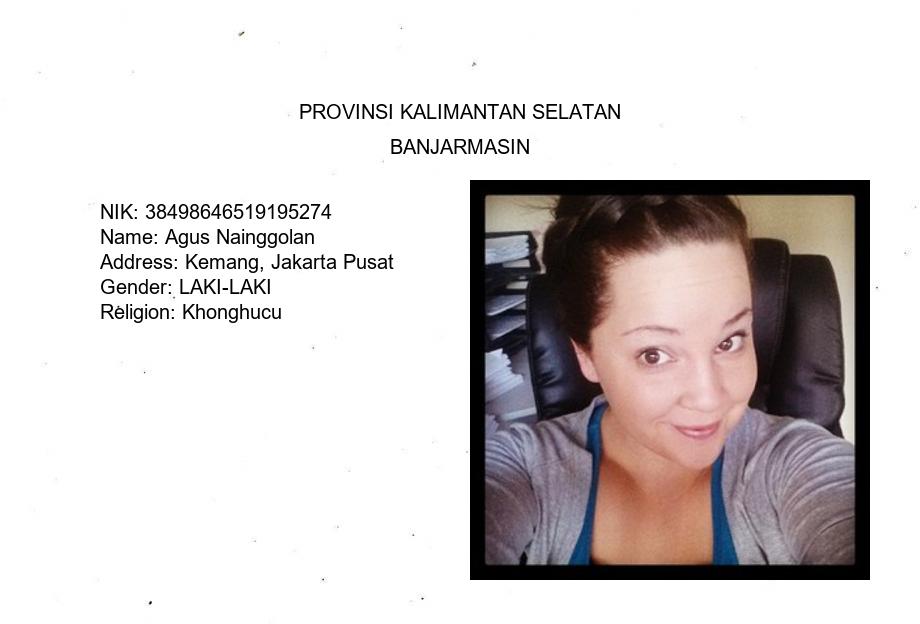 PROVINSI KALIMANTAN SELATAN
BANJARMASIN
NIK: 38498646519195274
Name: Agus Nainggolan
Address: Kemang, Jakarta Pusat
Gender: LAKI-LAKI
Religion: Khonghucu